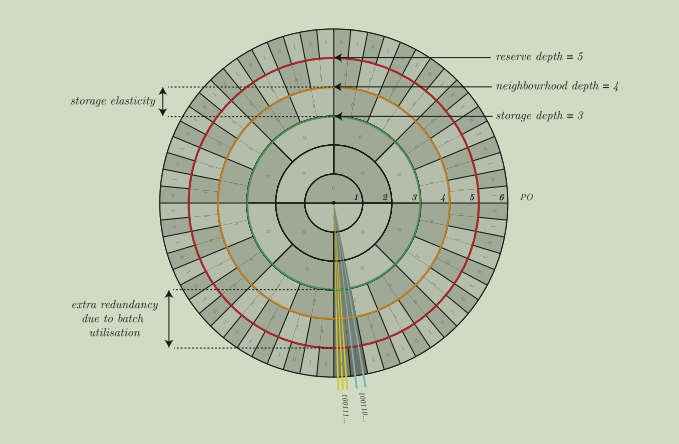 reserve depth = 5
neighbourhood depth = 4
storage elasticity
storage depth = 3
1 2 3 4 5 6 PO
extra redundancy
due to batch
utilisation
100111...
100110...